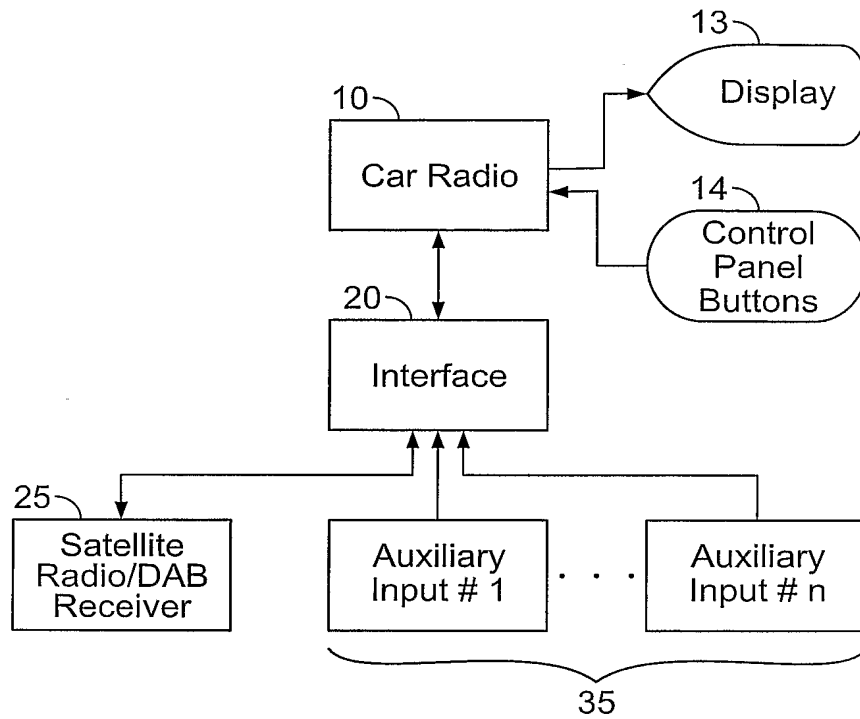 13
Display
10
Car Radio
14
Control
Panel
Buttons
20
Interface
25
Satellite
Radio/DAB
Receiver
Auxiliary
Input # 1
. . .
Auxiliary
Input # n
35